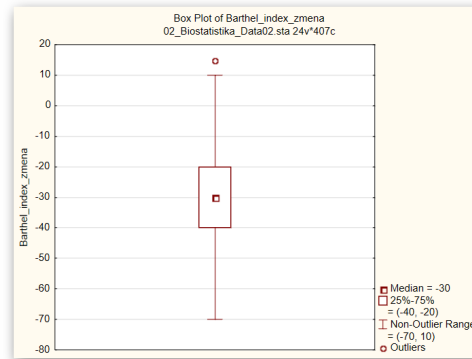 Box Plot of Barthel_index_zmena
02_Biostatistika_Data02.sta 24v*407c
20
10
0
-10
-20
-30
-40
-50
-60
-70
-80
Barthel_index_zmena
Median = -30
25%-75%
= (-40, -20)
Non-Outlier Range
= (-70, 10)
Outliers